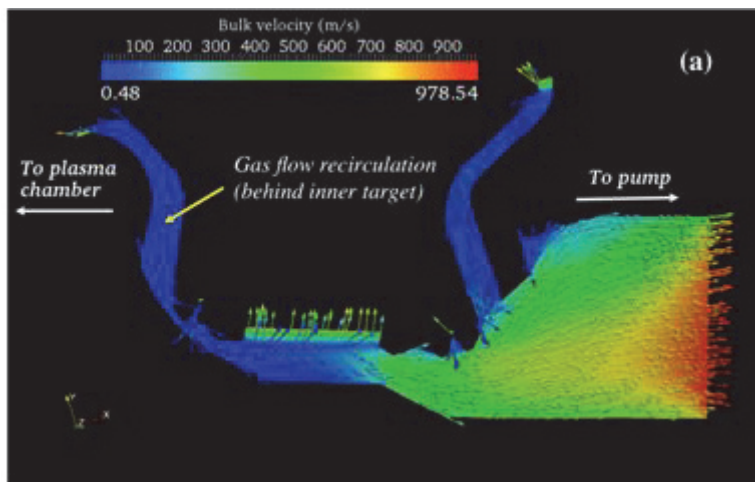 Bulk velocity (m/s)
100 200 300 400 500 600 700 800 900
0.48 978.54
(a)
To plasma
chamber
Gas flow recirculation
(behind inner target)
To pump
Y
Z X